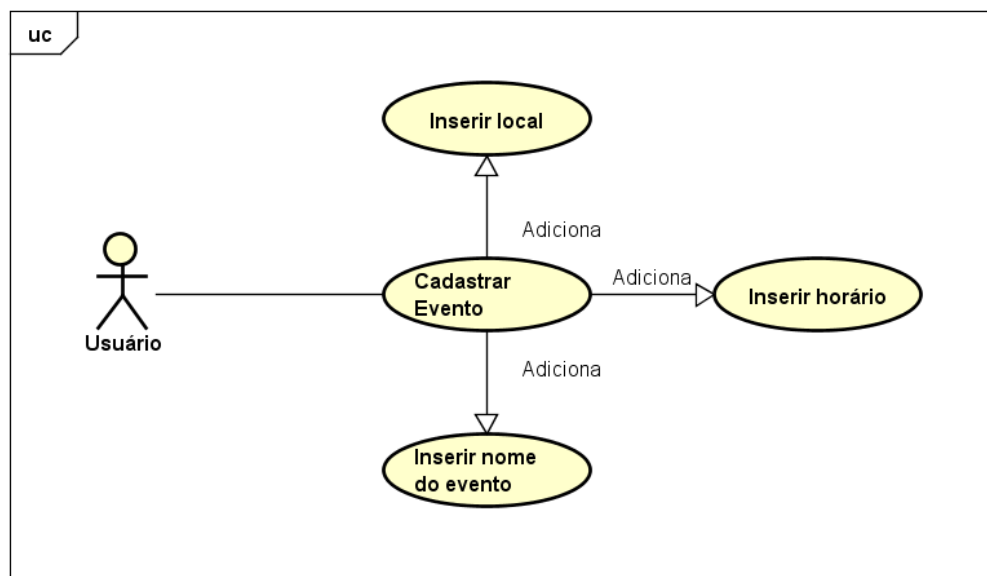 uc
Inserir local
Adiciona
Cadastrar
Evento
Adiciona
Inserir horário
Usuário
Adiciona
Inserir nome
do evento